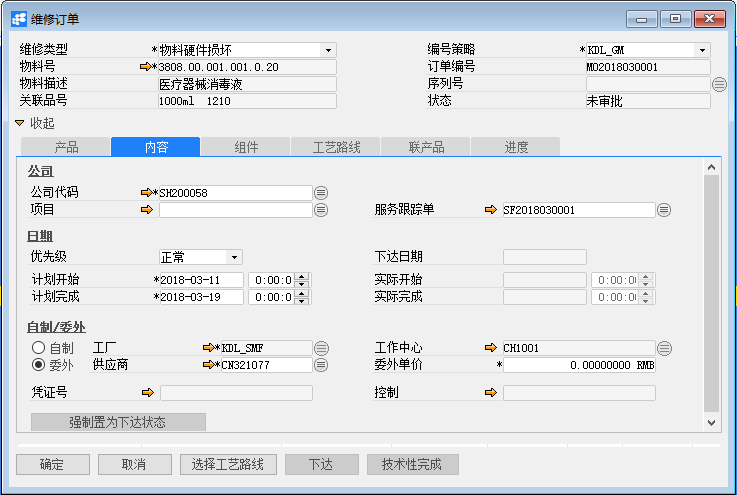 维修订单
维修类型 *物料硬件损坏 编号策略 *KDL_GM
物料号 *3808.00.001.001.0.20 订单编号 MO2018030001
物料描述 医疗器械消毒液 序列号
关联品号 1000ml 1210 状态 未审批
收起
产品 内容 组件 工艺路线 联产品 进度
公司
公司代码 *SH200058
项目 服务跟踪单 SF2018030001
日期
优先级 正常 下达日期
计划开始 *2018-03-11 0:00:0 实际开始 0:00:0
计划完成 *2018-03-19 0:00:0 实际完成 0:00:0
自制/委外
自制 工厂 *KDL_SMF 工作中心 CH1001
委外 供应商 *CN321077 委外单价 * 0.00000000 RMB
凭证号 控制
强制置为下达状态
确定 取消 选择工艺路线 下达 技术性完成